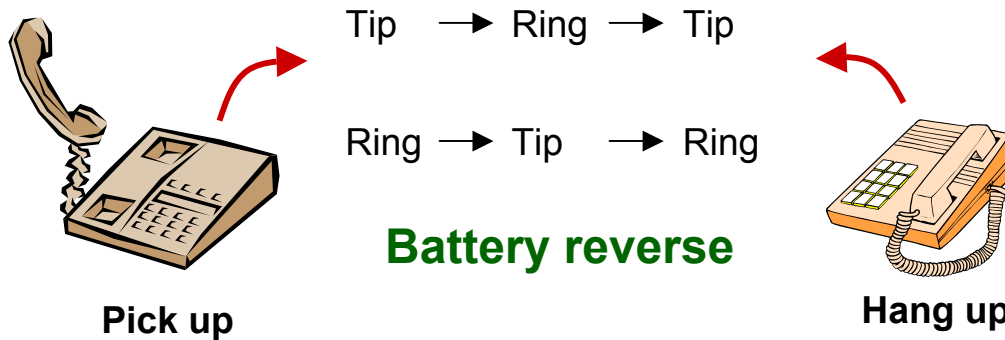 Tip → Ring → Tip
Ring → Tip → Ring
Battery reverse
Pick up
Hang up